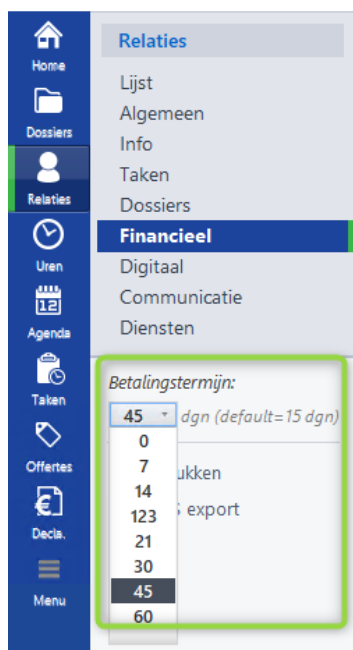 Home
Dossiers
Relaties
Uren
12
Agenda
Taken
Offertes
Decla.
Menu
Relaties
Lijst
Algemeen
Info
Taken
Dossiers
Financieel
Digitaal
Communicatie
Diensten
Betalingstermijn:
45 dgn (default=15 dgn)
0
7
ukken
14
export
123
21
30
45
60